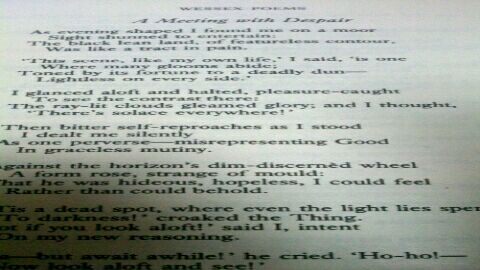 WESSEX POEMS
A Meeting with Despair
As evening shaped I found me on a moor
Sight shunned to entertain:
The black lean land, of featureless contour,
Was like a tract in pain.
'This scene, like my own life,' I said, 'is one
Where many glooms abide;
Toned by its fortune to a deadly dun—
Lightless on every side.'
I glanced aloft and halted, pleasure-caught
To see the contrast there:
The ray-lit clouds gleamed glory; and I thought,
'There's solace everywhere!'
Then bitter self-reproaches as I stood
I dealt me silently
As one perverse—misrepresenting Good
In graceless mutiny.
Against the horizon's dim-discernèd wheel
A form rose, strange of mould:
That he was hideous, hopeless, I could feel
Rather than could behold.
'Tis a dead spot, where even the light lies spen
To darkness!' croaked the Thing.
ot if you look aloft!' said I, intent
On my new reasoning.
—but await awhile!' he cried. 'Ho-ho!—
ow look aloft and see!'